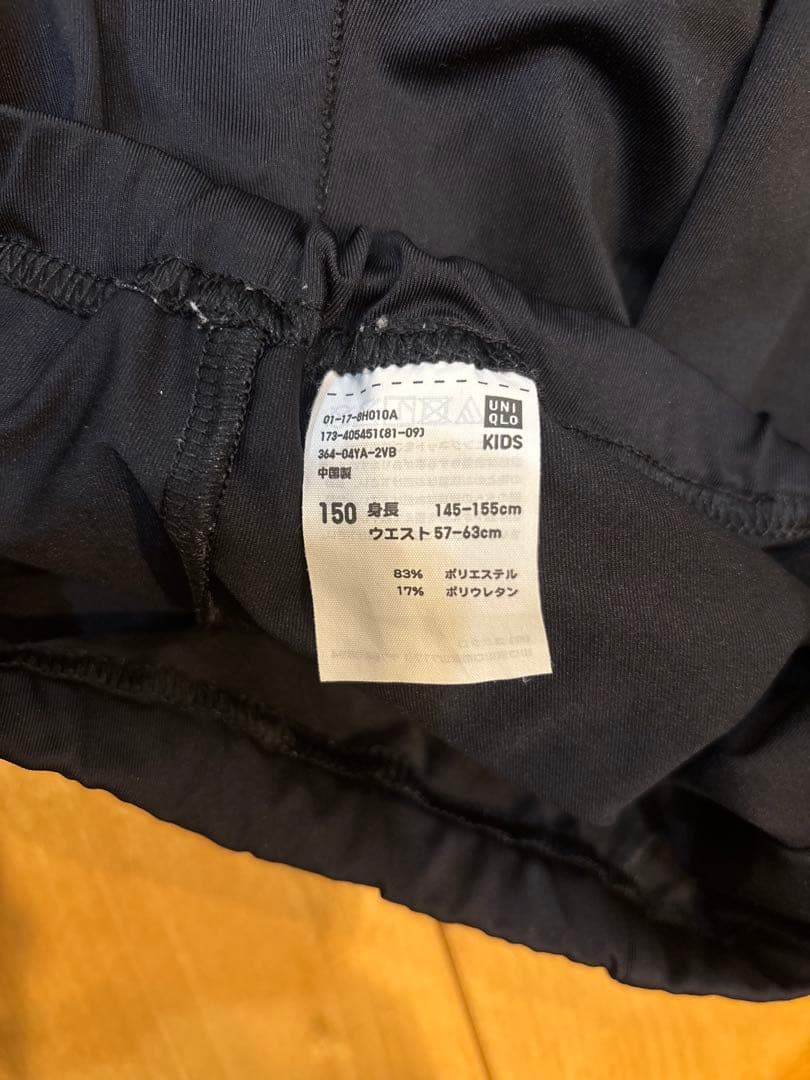 01-17-8H010A
173-405451(81-09)
364-04YA-2VB
中国製
UNI
QLO
KIDS
150 身長 145-155cm
ウエスト 57-63cm
83% ポリエステル
17% ポリウレタン